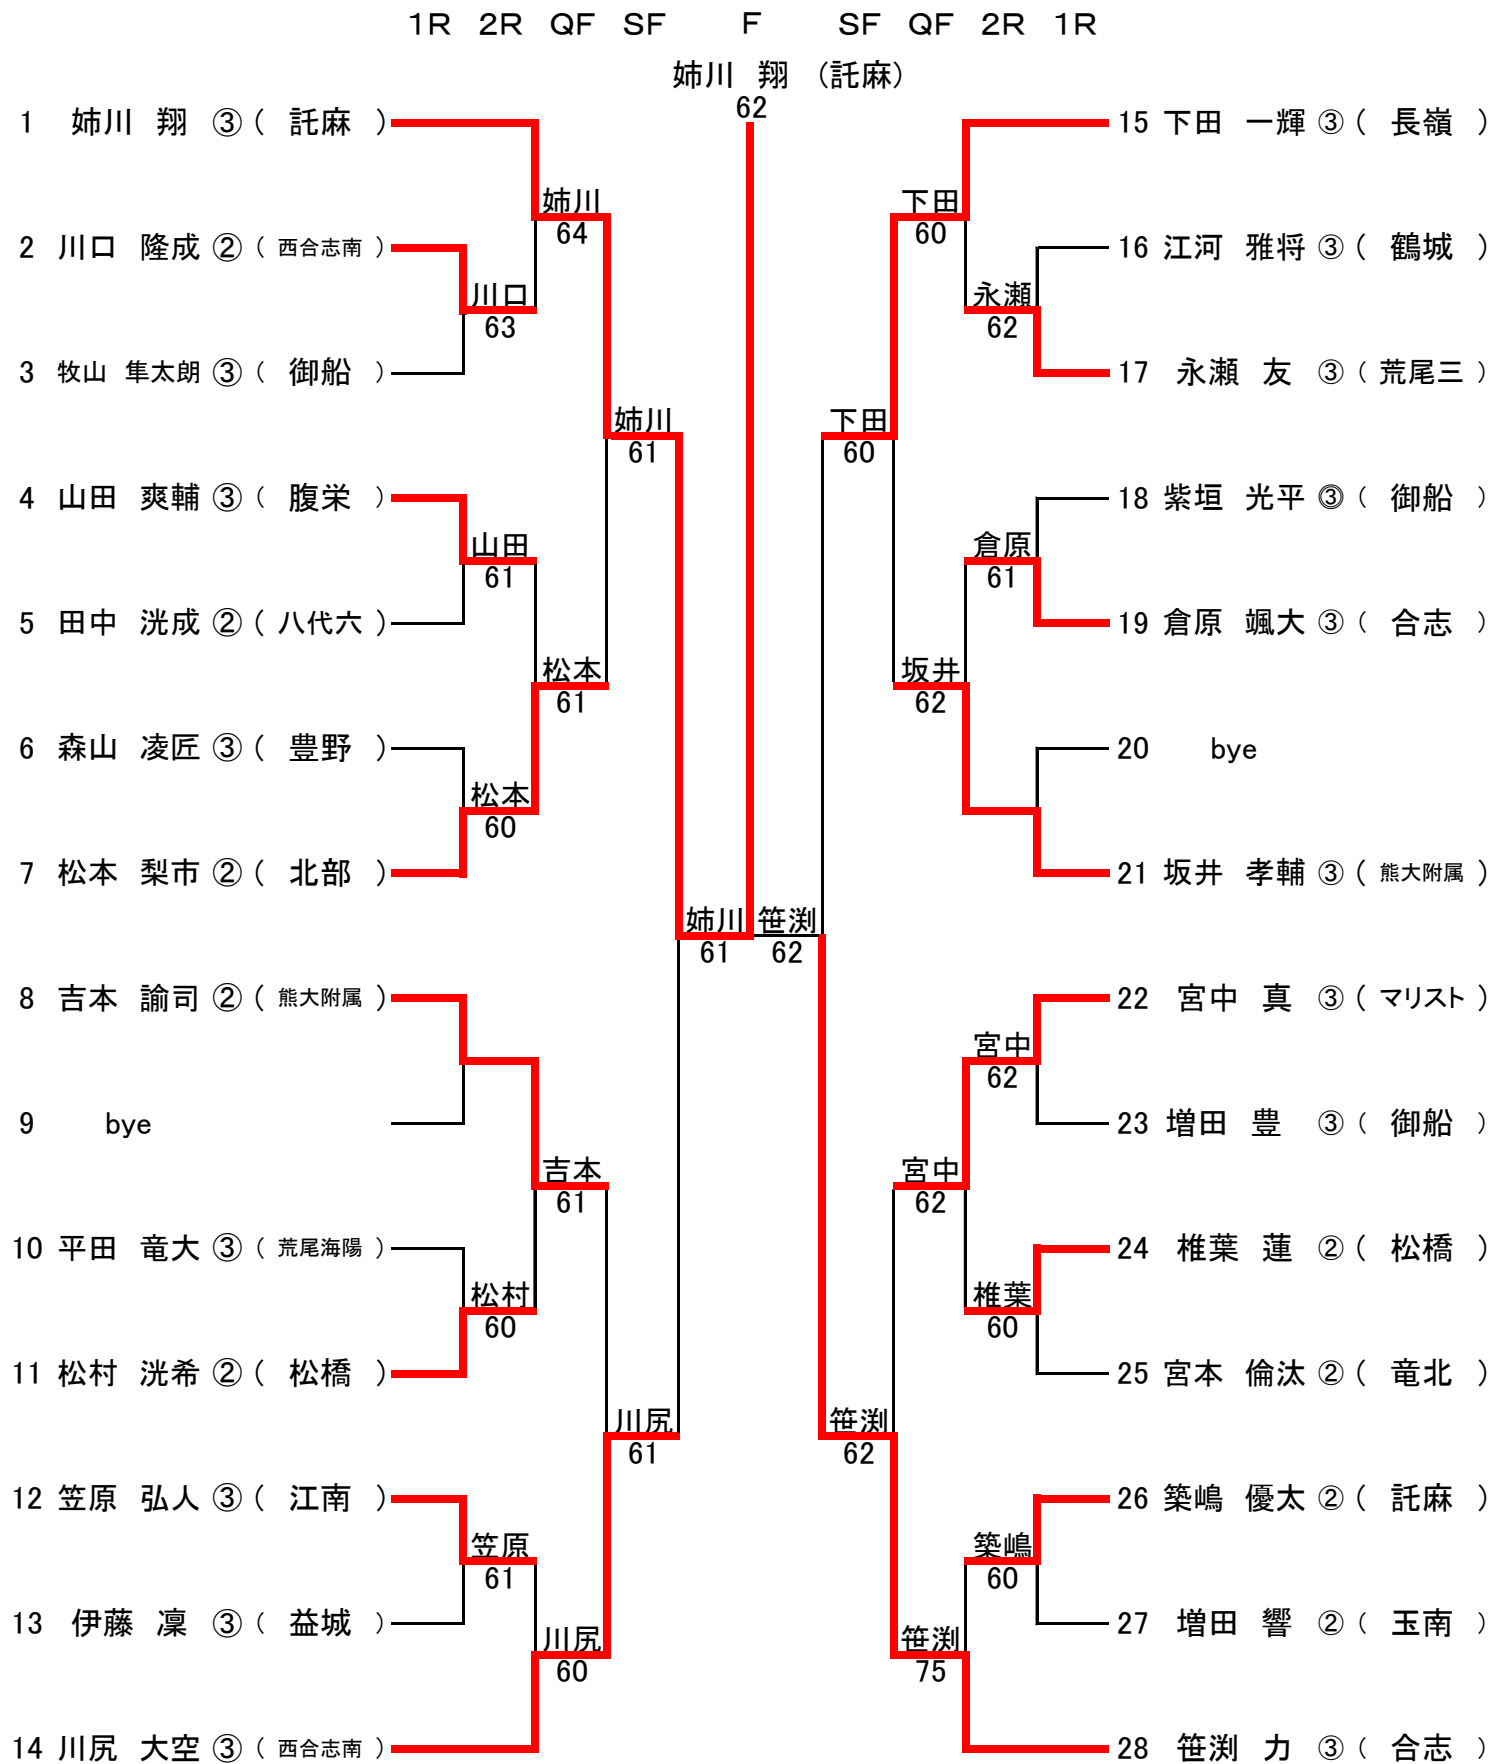 1R 2R QF SF F SF QF 2R 1R
姉川 翔 (託麻)
62
1 姉川 翔 ③ ( 託麻 )
15 下田 一輝 ③ ( 長嶺 )
姉川
64
下田
60
2 川口 隆成 ② ( 西合志南 )
16 江河 雅将 ③ ( 鶴城 )
川口
63
永瀬
62
3 牧山 隼太朗 ③ ( 御船 )
17 永瀬 友 ③ ( 荒尾三 )
姉川
61
下田
60
4 山田 爽輔 ③ ( 腹栄 )
18 紫垣 光平 ③ ( 御船 )
山田
61
倉原
61
5 田中 洸成 ② ( 八代六 )
19 倉原 颯大 ③ ( 合志 )
松本
61
坂井
62
6 森山 凌匠 ③ ( 豊野 )
20 bye
松本
60
7 松本 梨市 ② ( 北部 )
21 坂井 孝輔 ③ ( 熊大附属 )
姉川
61
笹渕
62
8 吉本 諭司 ② ( 熊大附属 )
22 宮中 真 ③ ( マリスト )
宮中
62
9 bye
23 増田 豊 ③ ( 御船 )
吉本
61
宮中
62
10 平田 竜大 ③ ( 荒尾海陽 )
24 椎葉 蓮 ② ( 松橋 )
松村
60
椎葉
60
11 松村 洸希 ② ( 松橋 )
25 宮本 倫汰 ② ( 竜北 )
川尻
61
笹渕
62
12 笠原 弘人 ③ ( 江南 )
26 築嶋 優太 ② ( 託麻 )
笠原
61
築嶋
60
13 伊藤 凜 ③ ( 益城 )
27 増田 響 ② ( 玉南 )
川尻
60
笹渕
75
14 川尻 大空 ③ ( 西合志南 )
28 笹渕 力 ③ ( 合志 )